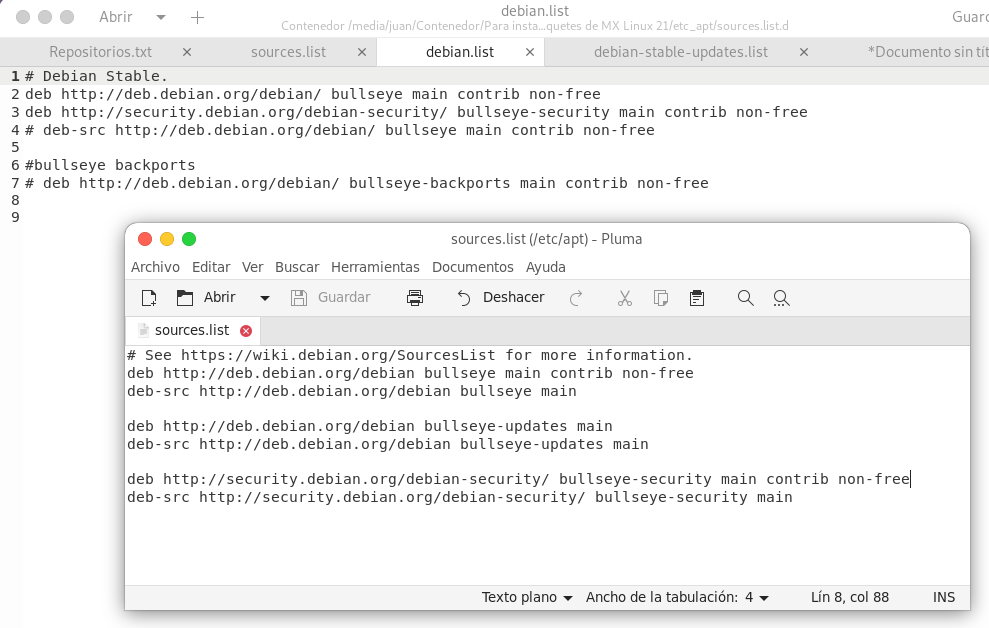 Abrir
debian.list
Contenedor /media/juan/Contenedor/Para insta...quetes de MX Linux 21/etc_apt/sources.list.d
Guard
Repositorios.txt
sources.list
debian.list
debian-stable-updates.list
*Documento sin tít
1 # Debian Stable.
2 deb http://deb.debian.org/debian/ bullseye main contrib non-free
3 deb http://security.debian.org/debian-security/ bullseye-security main contrib non-free
4 # deb-src http://deb.debian.org/debian/ bullseye main contrib non-free
5
6 #bullseye backports
7 # deb http://deb.debian.org/debian/ bullseye-backports main contrib non-free
8
9
sources.list (/etc/apt) - Pluma
Archivo Editar Ver Buscar Herramientas Documentos Ayuda
Abrir Guardar Deshacer
sources.list
# See https://wiki.debian.org/SourcesList for more information.
deb http://deb.debian.org/debian bullseye main contrib non-free
deb-src http://deb.debian.org/debian bullseye main
deb http://deb.debian.org/debian bullseye-updates main
deb-src http://deb.debian.org/debian bullseye-updates main
deb http://security.debian.org/debian-security/ bullseye-security main contrib non-free
deb-src http://security.debian.org/debian-security/ bullseye-security main
Texto plano Ancho de la tabulación: 4 Lín 8, col 88 INS